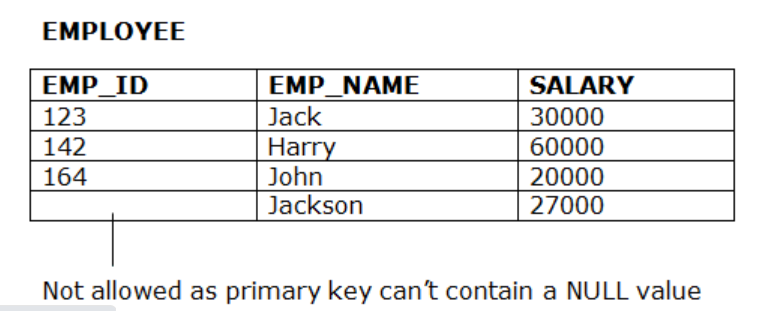 EMPLOYEE
EMP_ID EMP_NAME SALARY
123 Jack 30000
142 Harry 60000
164 John 20000
Jackson 27000
Not allowed as primary key can't contain a NULL value